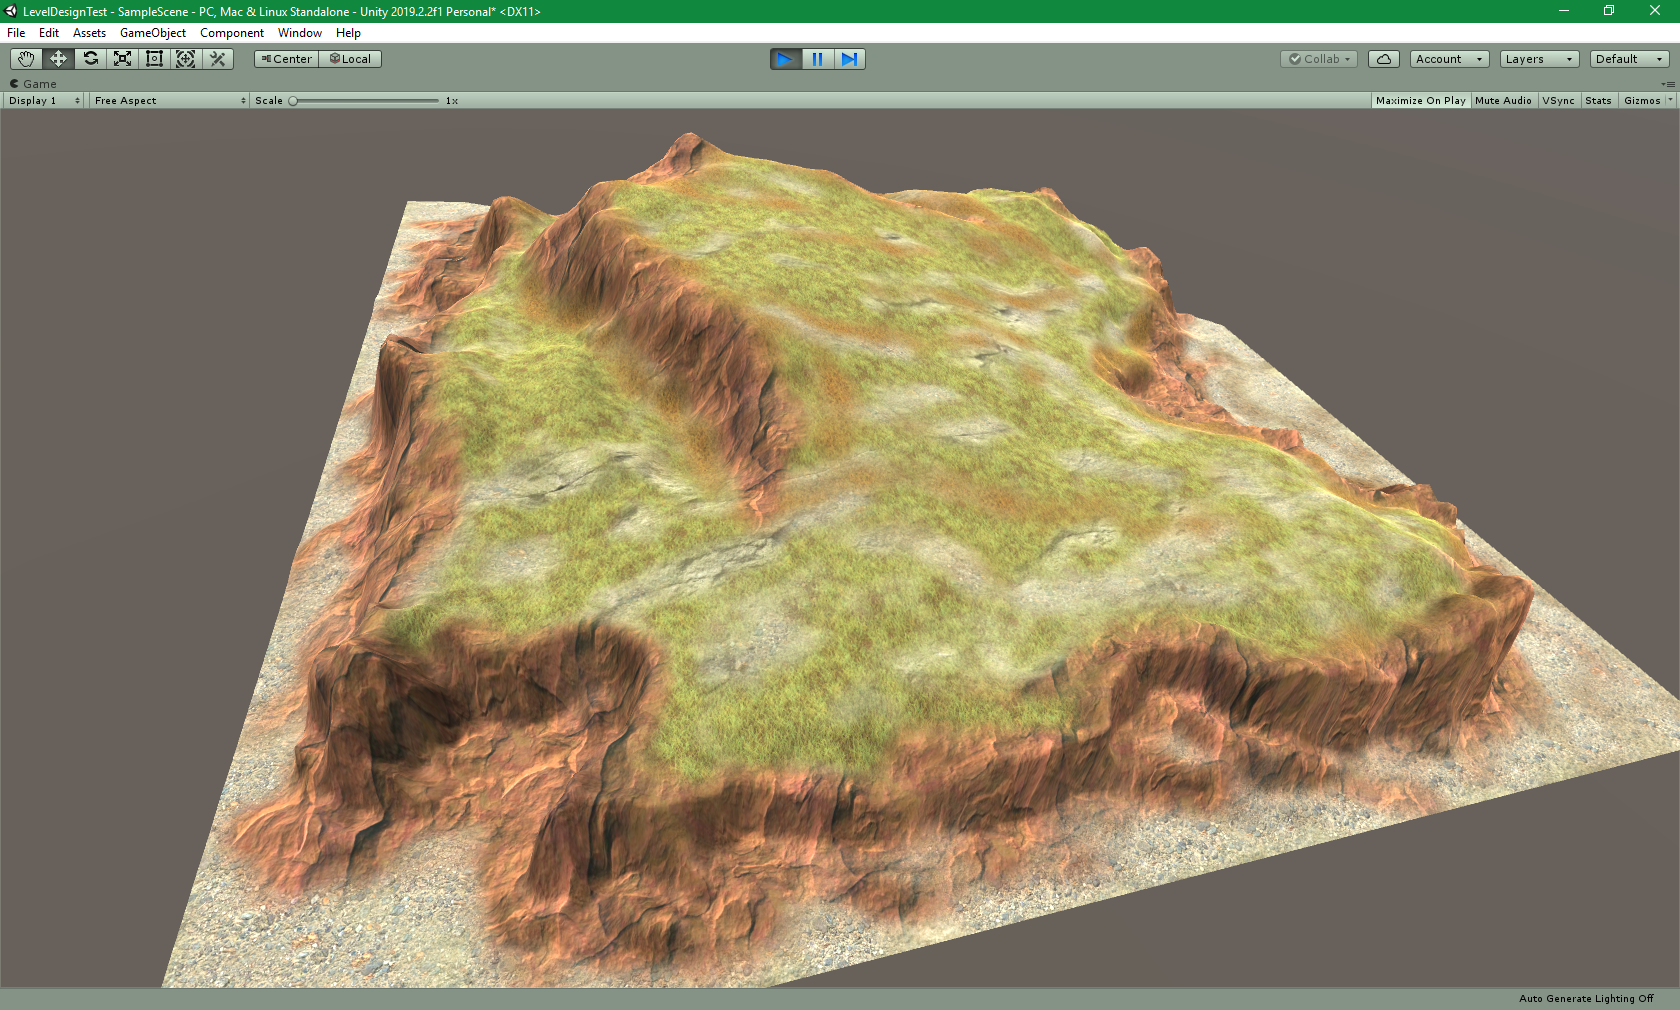 LevelDesignTest - SampleScene - PC, Mac & Linux Standalone - Unity 2019.2.2f1 Personal* <DX11>
File Edit Assets GameObject Component Window Help
Center Local Collab Account Layers Default
Game
Display 1 Free Aspect Scale 1x Maximize On Play Mute Audio VSync Stats Gizmos
Auto Generate Lighting Off